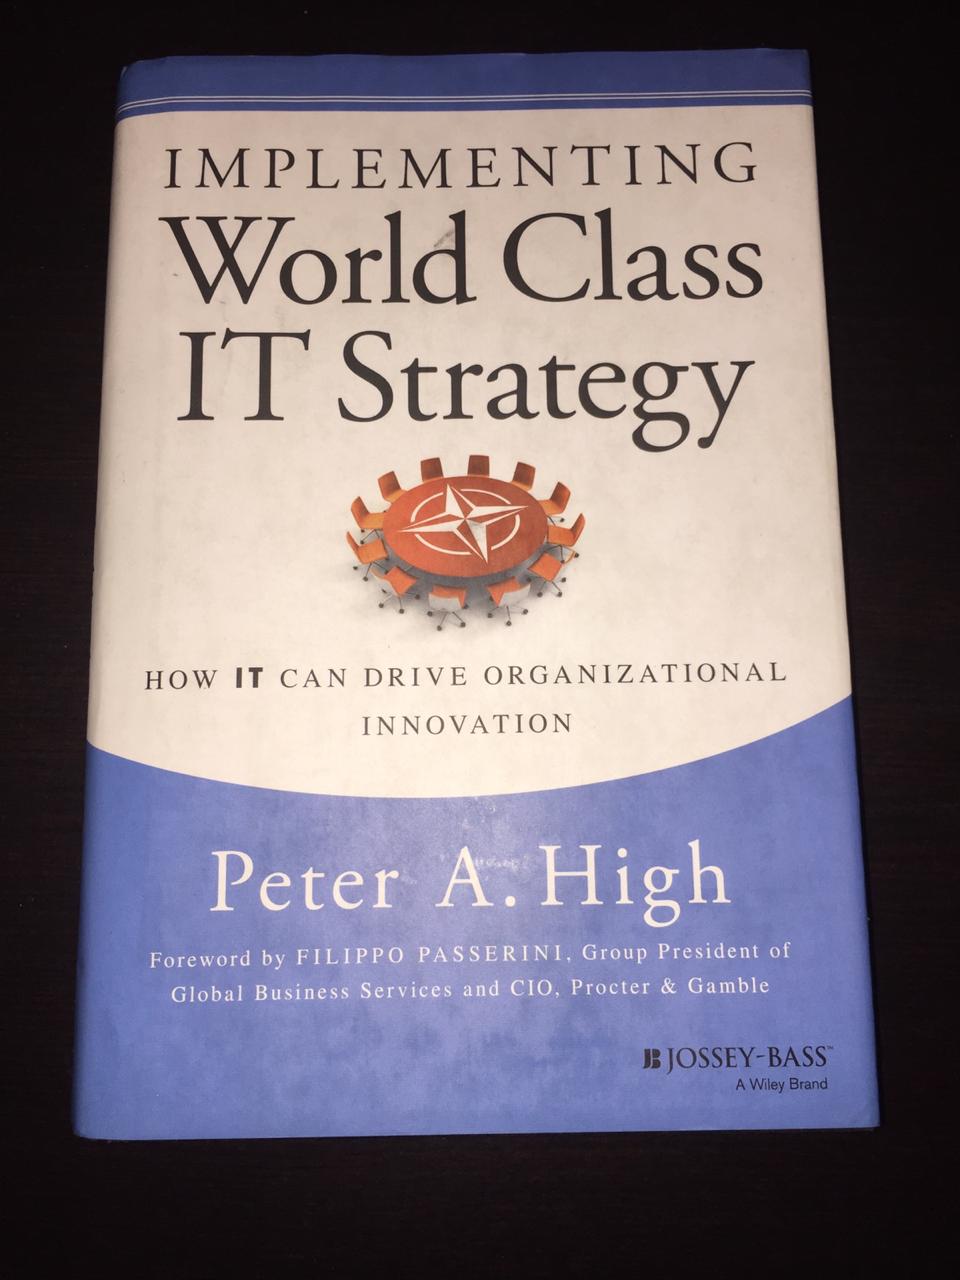 IMPLEMENTING
World Class
IT Strategy
HOW IT CAN DRIVE ORGANIZATIONAL
INNOVATION
Peter A. High
Foreword by FILIPPO PASSERINI, Group President of
Global Business Services and CIO, Procter & Gamble
JB JOSSEY-BASS™
A Wiley Brand